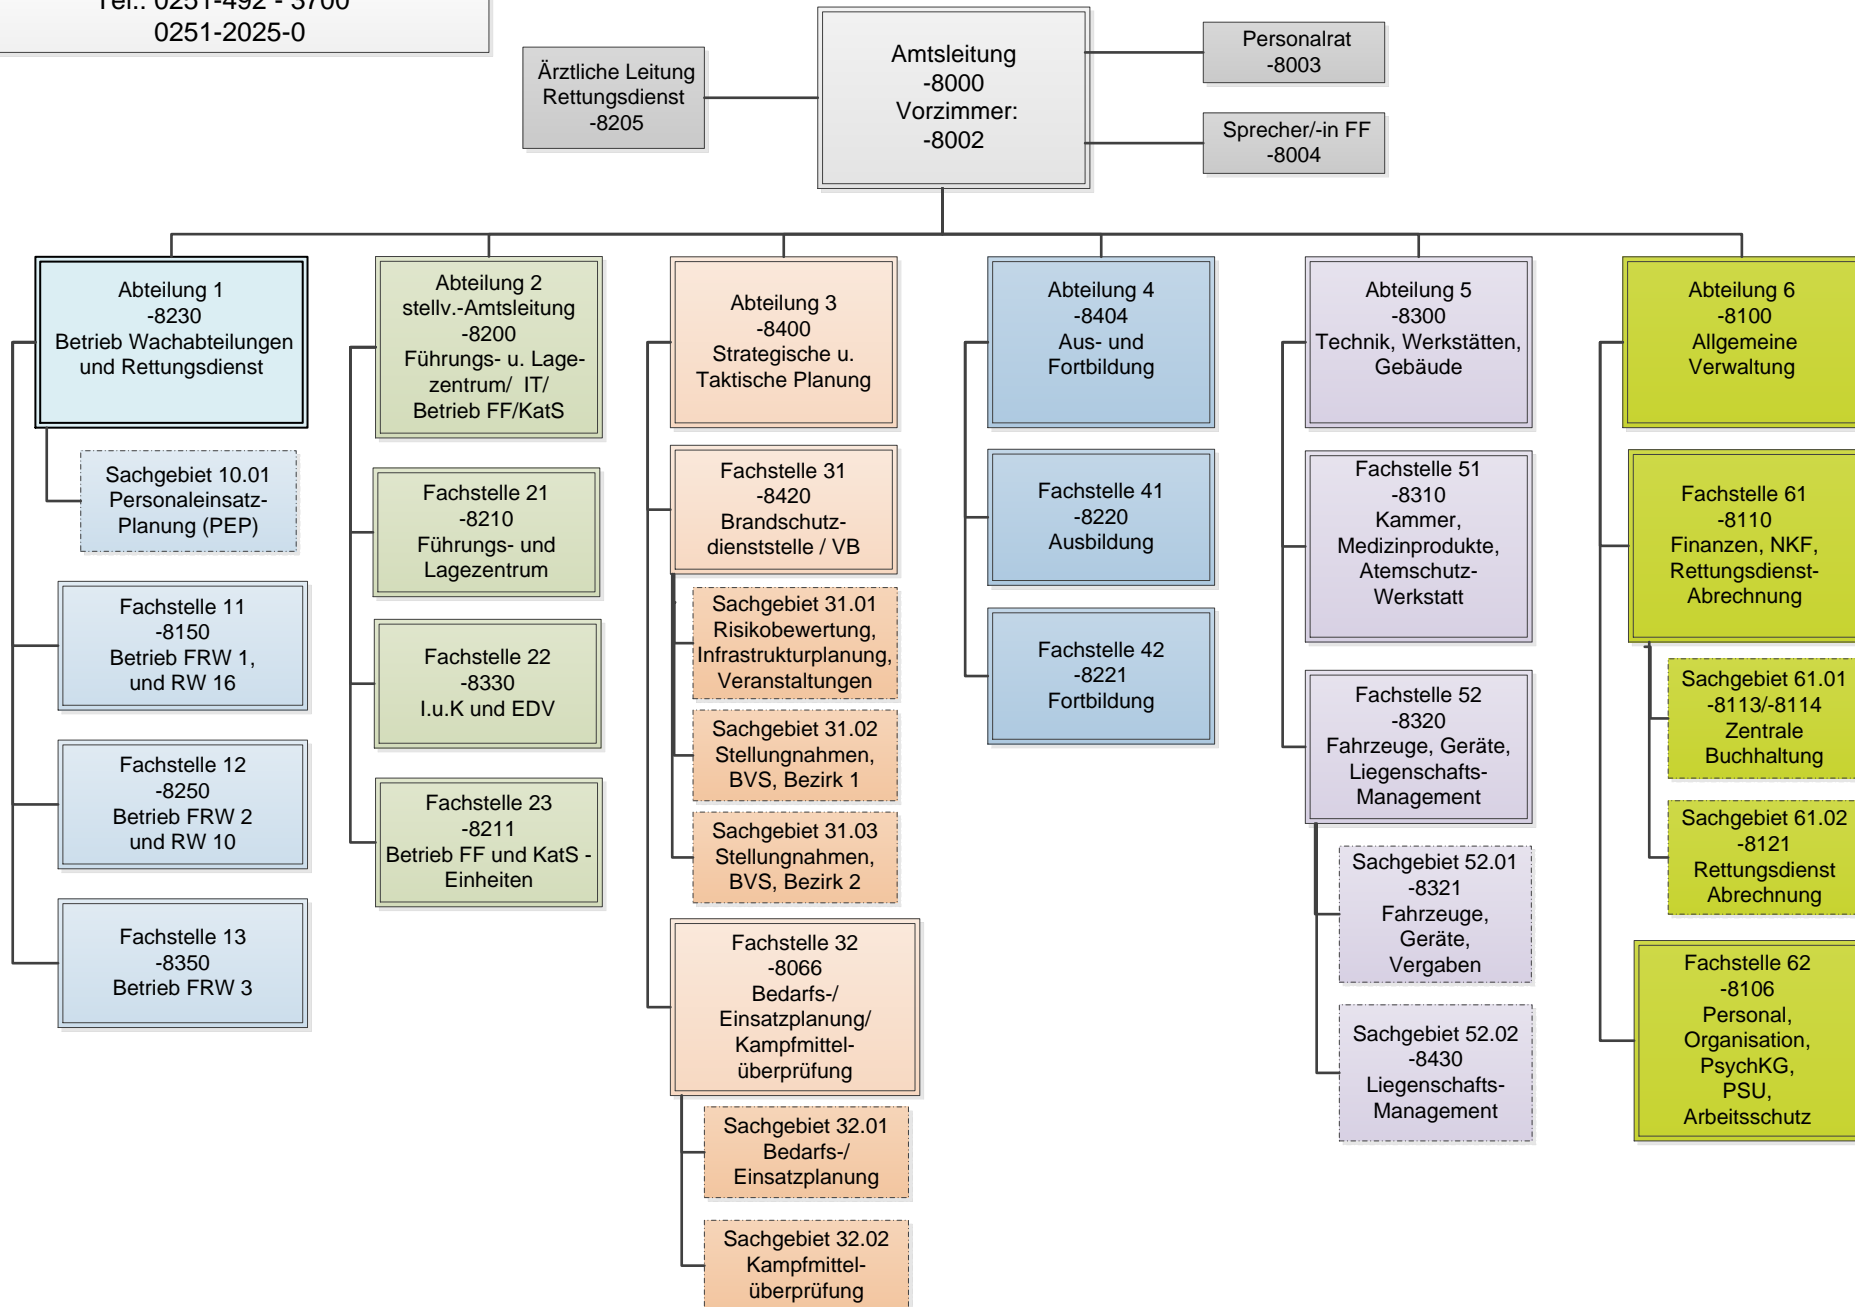 Tel.: 0251-492 - 3700
0251-2025-0
Ärztliche Leitung
Rettungsdienst
-8205
Amtsleitung
-8000
Vorzimmer:
-8002
Personalrat
-8003
Sprecher/-in FF
-8004
Abteilung 1
-8230
Betrieb Wachabteilungen
und Rettungsdienst
Sachgebiet 10.01
Personaleinsatz-
Planung (PEP)
Fachstelle 11
-8150
Betrieb FRW 1,
und RW 16
Fachstelle 12
-8250
Betrieb FRW 2
und RW 10
Fachstelle 13
-8350
Betrieb FRW 3
Abteilung 2
stellv.-Amtsleitung
-8200
Führungs- u. Lage-
zentrum/ IT/
Betrieb FF/KatS
Fachstelle 21
-8210
Führungs- und
Lagezentrum
Fachstelle 22
-8330
I.u.K und EDV
Fachstelle 23
-8211
Betrieb FF und KatS -
Einheiten
Abteilung 3
-8400
Strategische u.
Taktische Planung
Fachstelle 31
-8420
Brandschutz-
dienststelle / VB
Sachgebiet 31.01
Risikobewertung,
Infrastrukturplanung,
Veranstaltungen
Sachgebiet 31.02
Stellungnahmen,
BVS, Bezirk 1
Sachgebiet 31.03
Stellungnahmen,
BVS, Bezirk 2
Fachstelle 32
-8066
Bedarfs-/
Einsatzplanung/
Kampfmittel-
überprüfung
Sachgebiet 32.01
Bedarfs-/
Einsatzplanung
Sachgebiet 32.02
Kampfmittel-
überprüfung
Abteilung 4
-8404
Aus- und
Fortbildung
Fachstelle 41
-8220
Ausbildung
Fachstelle 42
-8221
Fortbildung
Abteilung 5
-8300
Technik, Werkstätten,
Gebäude
Fachstelle 51
-8310
Kammer,
Medizinprodukte,
Atemschutz-
Werkstatt
Fachstelle 52
-8320
Fahrzeuge, Geräte,
Liegenschafts-
Management
Sachgebiet 52.01
-8321
Fahrzeuge,
Geräte,
Vergaben
Sachgebiet 52.02
-8430
Liegenschafts-
Management
Abteilung 6
-8100
Allgemeine
Verwaltung
Fachstelle 61
-8110
Finanzen, NKF,
Rettungsdienst-
Abrechnung
Sachgebiet 61.01
-8113/-8114
Zentrale
Buchhaltung
Sachgebiet 61.02
-8121
Rettungsdienst
Abrechnung
Fachstelle 62
-8106
Personal,
Organisation,
PsychKG,
PSU,
Arbeitsschutz